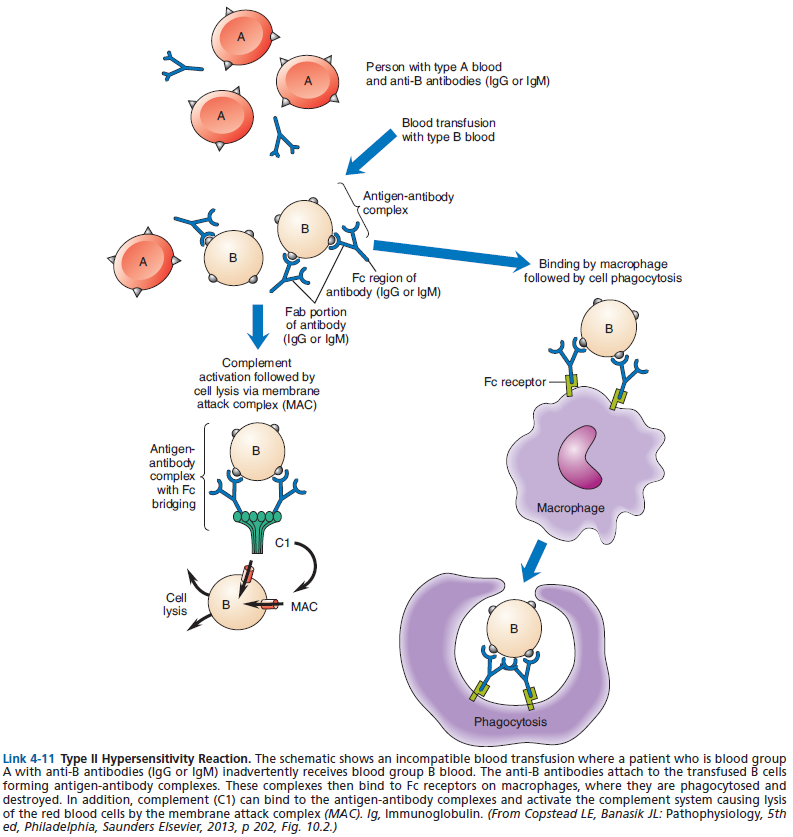 A
A
A
Person with type A blood
and anti-B antibodies (IgG or IgM)
Blood transfusion
with type B blood
Antigen-antibody
complex
A
B
B
Fc region of
antibody (IgG or IgM)
Fab portion
of antibody
(IgG or IgM)
Binding by macrophage
followed by cell phagocytosis
B
Fc receptor
Macrophage
Complement
activation followed by
cell lysis via membrane
attack complex (MAC)
Antigen-
antibody
complex
with Fc
bridging
B
C1
Cell
lysis
B
MAC
B
Phagocytosis
Link 4-11 Type II Hypersensitivity Reaction. The schematic shows an incompatible blood transfusion where a patient who is blood group
A with anti-B antibodies (IgG or IgM) inadvertently receives blood group B blood. The anti-B antibodies attach to the transfused B cells
forming antigen-antibody complexes. These complexes then bind to Fc receptors on macrophages, where they are phagocytosed and
destroyed. In addition, complement (C1) can bind to the antigen-antibody complexes and activate the complement system causing lysis
of the red blood cells by the membrane attack complex (MAC). Ig, Immunoglobulin. (From Copstead LE, Banasik JL: Pathophysiology, 5th
ed, Philadelphia, Saunders Elsevier, 2013, p 202, Fig. 10.2.)